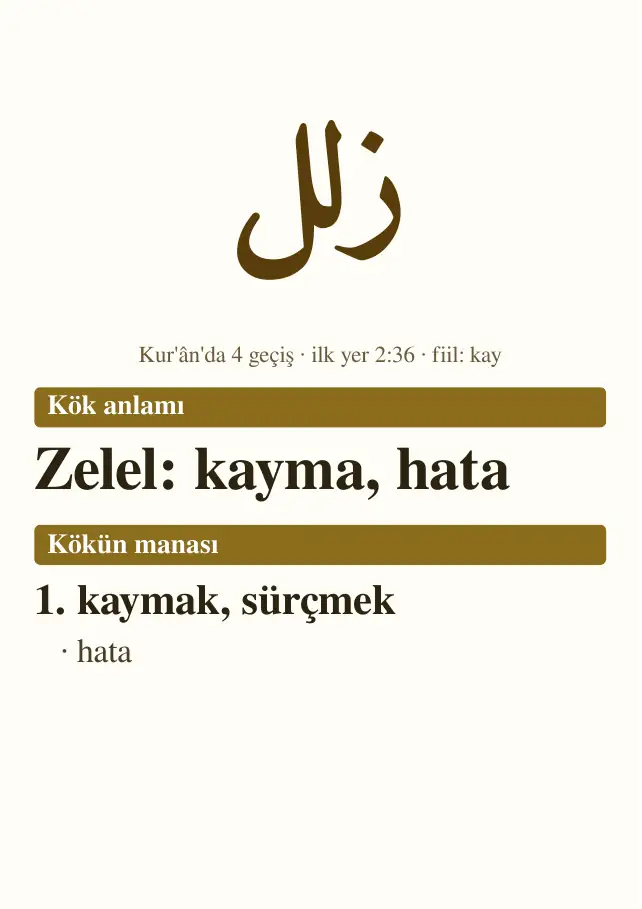 زلل
Kur'ân'da 4 geçiş · ilk yer 2:36 · fiil: kay
Kök anlamı
Zelel: kayma, hata
Kökün manası
1. kaymak, sürçmek
· hata